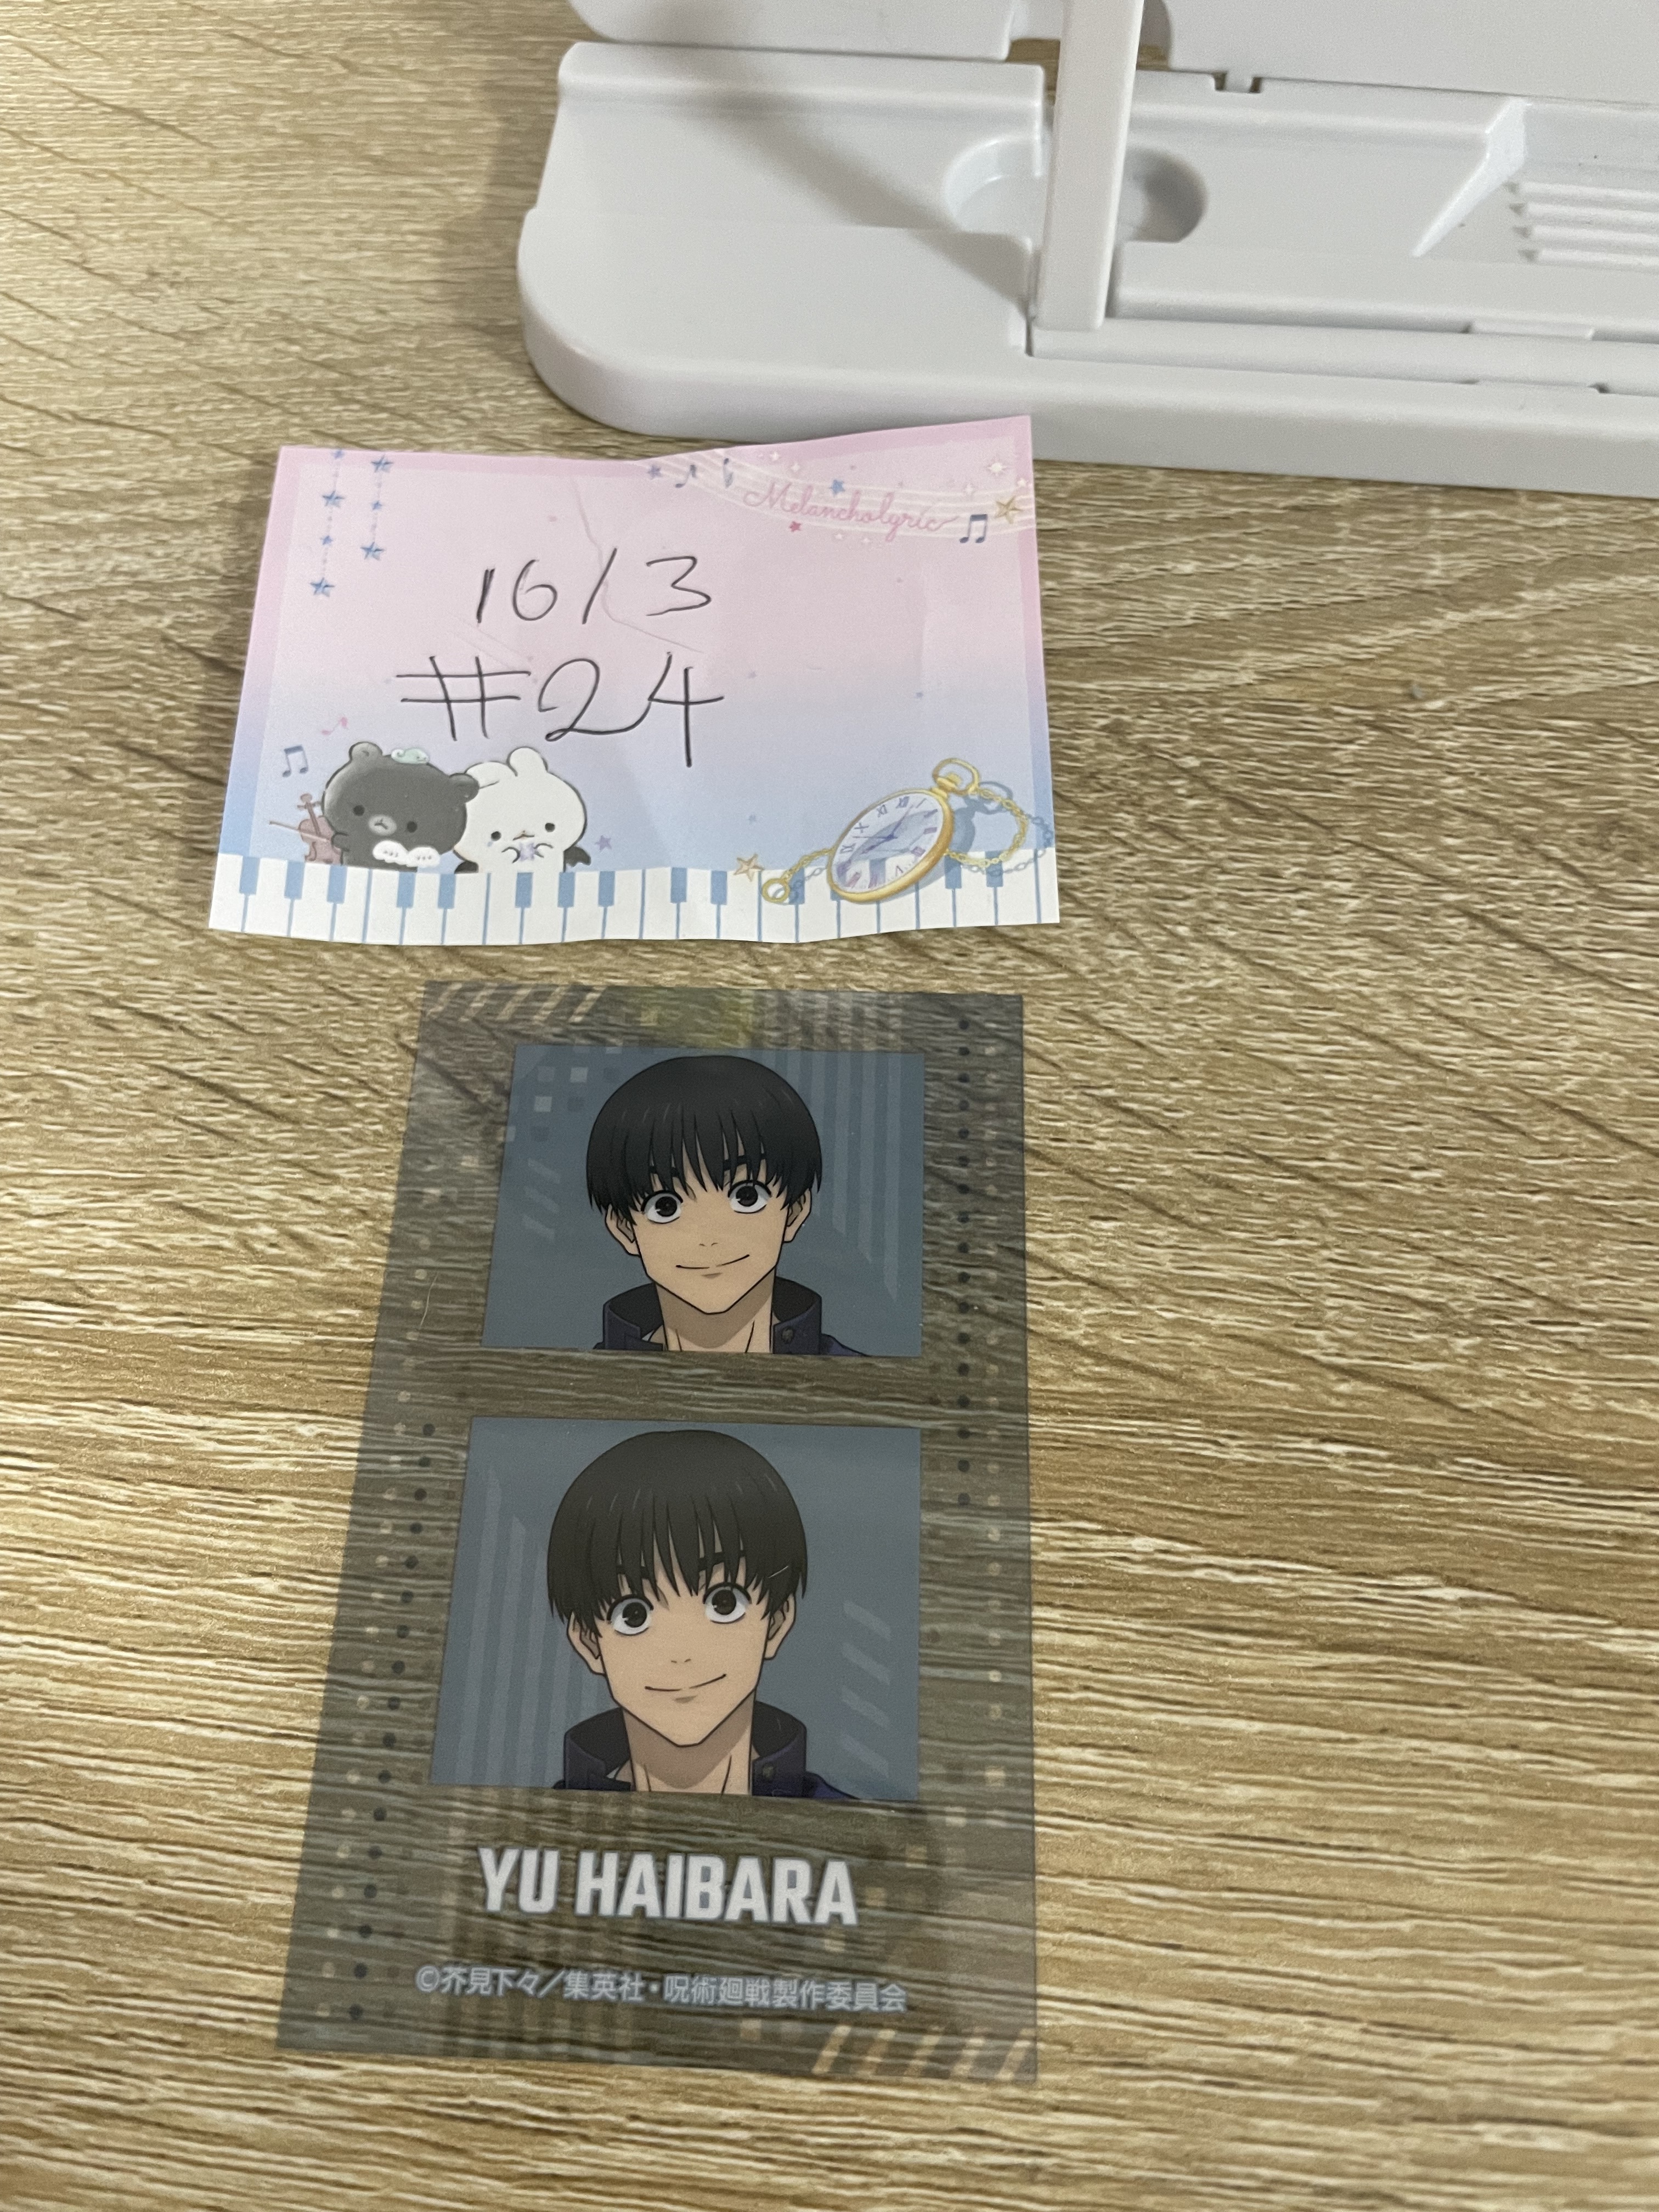 Melancholyric
16/3
#24
YU HAIBARA
©芥見下々／集英社・呪術廻戦製作委員会